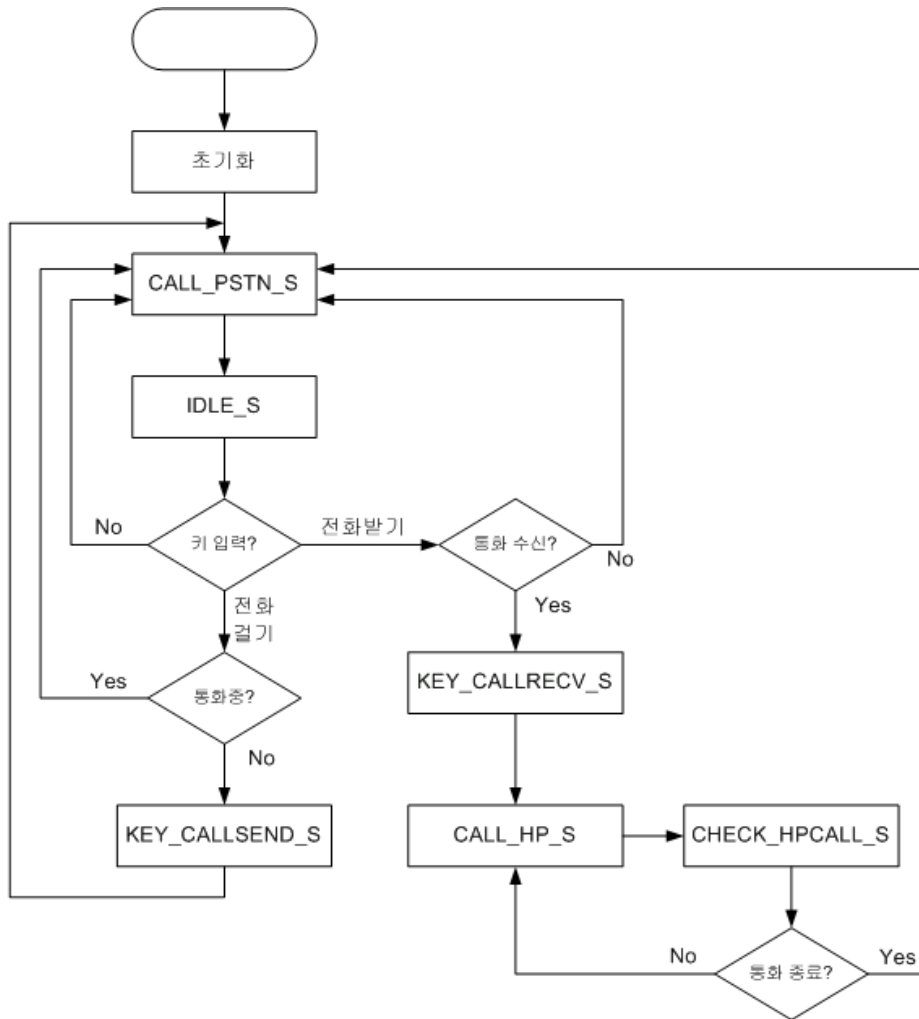 초기화
CALL_PSTN_S
IDLE_S
No
키 입력?
전화받기
통화 수신?
No
전화
걸기
Yes
Yes
통화중?
KEY_CALLRECV_S
No
KEY_CALLSEND_S
CALL_HP_S
CHECK_HPCALL_S
No
통화 종료?
Yes